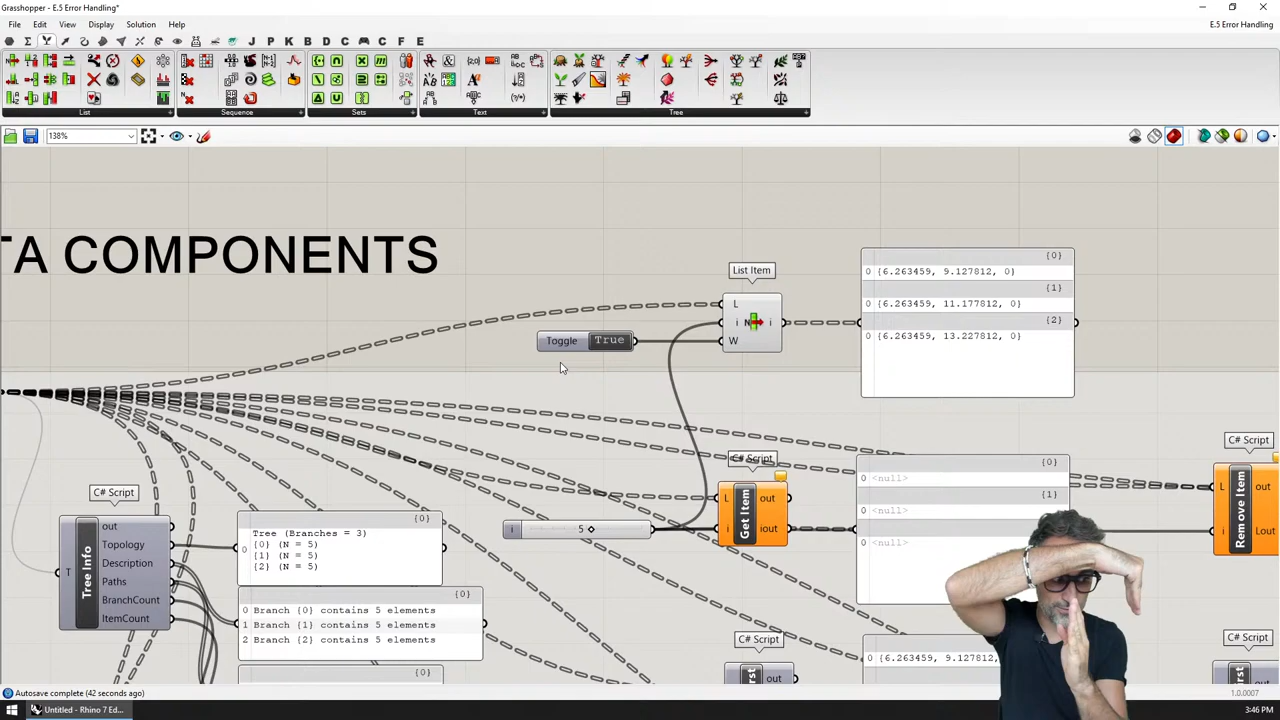 Grasshopper - E.5 Error Handling*
File Edit View Display Solution Help
E.5 Error Handling*
J P K B D C C F E
List Sequence Sets Text Tree
138%
TA COMPONENTS
List Item
L
i N i
W
Toggle True
{0}
0 {6.263459, 9.127812, 0}
{1}
0 {6.263459, 11.177812, 0}
{2}
0 {6.263459, 13.227812, 0}
C# Script
Get Item
L out
i iout
i 5
{0}
0 <null>
{1}
0 <null>
0 <null>
C# Script
Remove Item
L out
i Lout
C# Script
Tree Info
T
out
Topology
Description
Paths
BranchCount
ItemCount
{0}
0
Tree (Branches = 3)
{0} (N = 5)
{1} (N = 5)
{2} (N = 5)
{0}
0 Branch {0} contains 5 elements
1 Branch {1} contains 5 elements
2 Branch {2} contains 5 elements
{0}
C# Script
out
0 {6.263459, 9.127812,
C# Script
out
Autosave complete (42 seconds ago)
1.0.0007
Untitled - Rhino 7 Ed...
3:46 PM